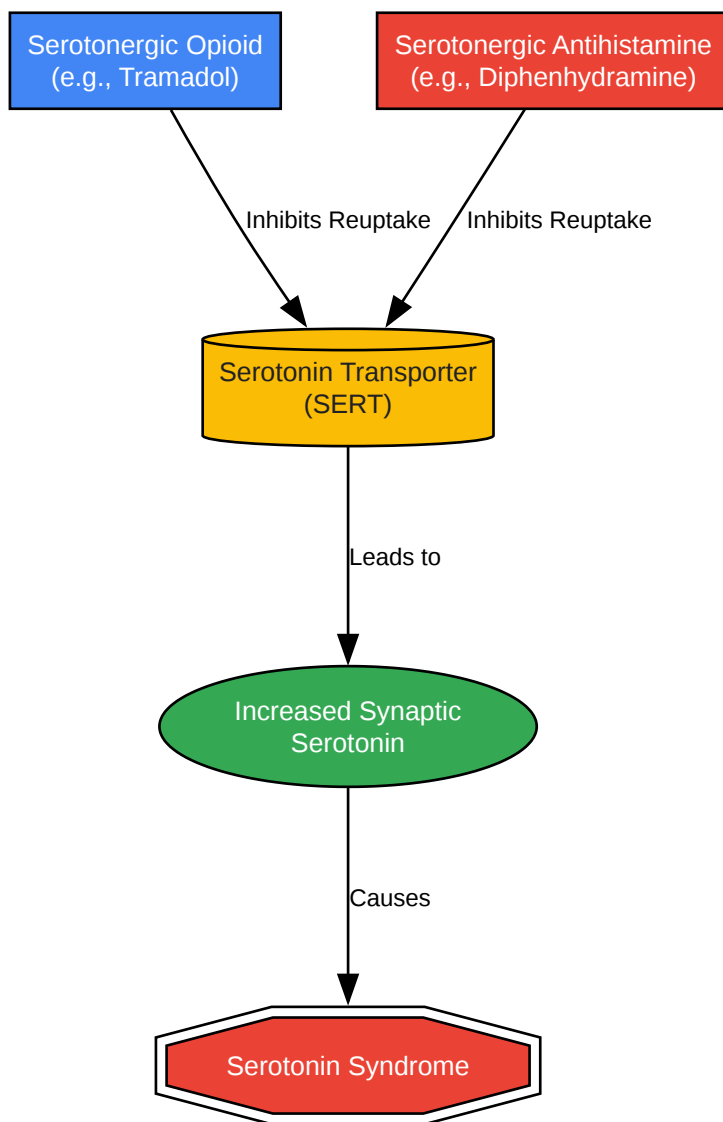 Serotonergic Opioid
(e.g., Tramadol)
Serotonergic Antihistamine
(e.g., Diphenhydramine)
Inhibits Reuptake
Inhibits Reuptake
Serotonin Transporter
(SERT)
Leads to
Increased Synaptic
Serotonin
Causes
Serotonin Syndrome